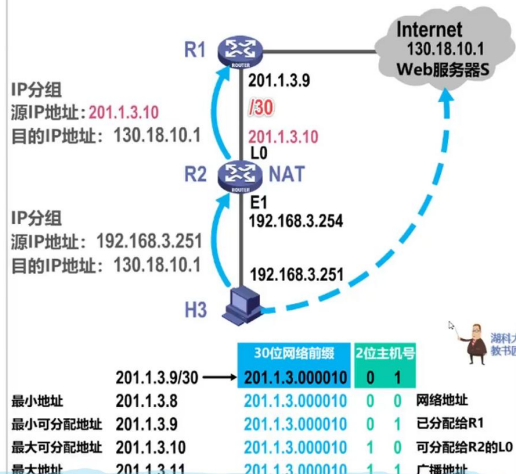 Internet
130.18.10.1
Web服务器S
R1
ROUTER
201.1.3.9
/30
201.1.3.10
L0
IP分组
源IP地址:201.1.3.10
目的IP地址: 130.18.10.1
R2
ROUTER
NAT
E1
192.168.3.254
IP分组
源IP地址: 192.168.3.251
目的IP地址: 130.18.10.1
192.168.3.251
H3
30位网络前缀 2位主机号
201.1.3.9/30 201.1.3.000010 0 1
最小地址 201.1.3.8 201.1.3.000010 0 0 网络地址
最小可分配地址 201.1.3.9 201.1.3.000010 0 1 已分配给R1
最大可分配地址 201.1.3.10 201.1.3.000010 1 0 可分配给R2的L0
最大地址 201.1.3.11 201.1.3.000010 1 1 广播地址
湖科大
教书匠